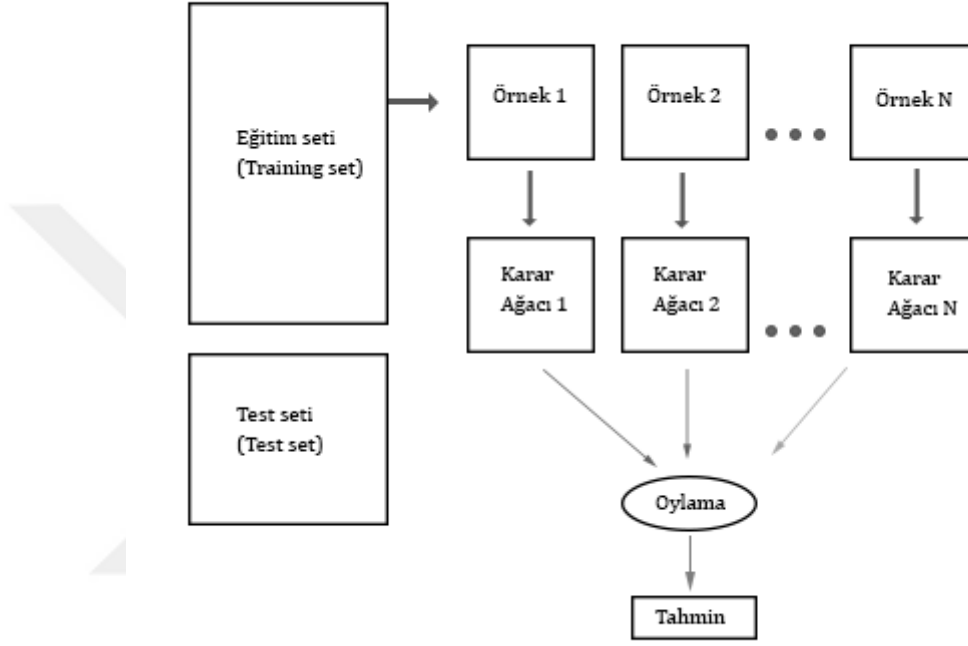 Eğitim seti
(Training set)
Örnek 1
Örnek 2
Örnek N
Karar
Ağacı 1
Karar
Ağacı 2
Karar
Ağacı N
Test seti
(Test set)
Oylama
Tahmin